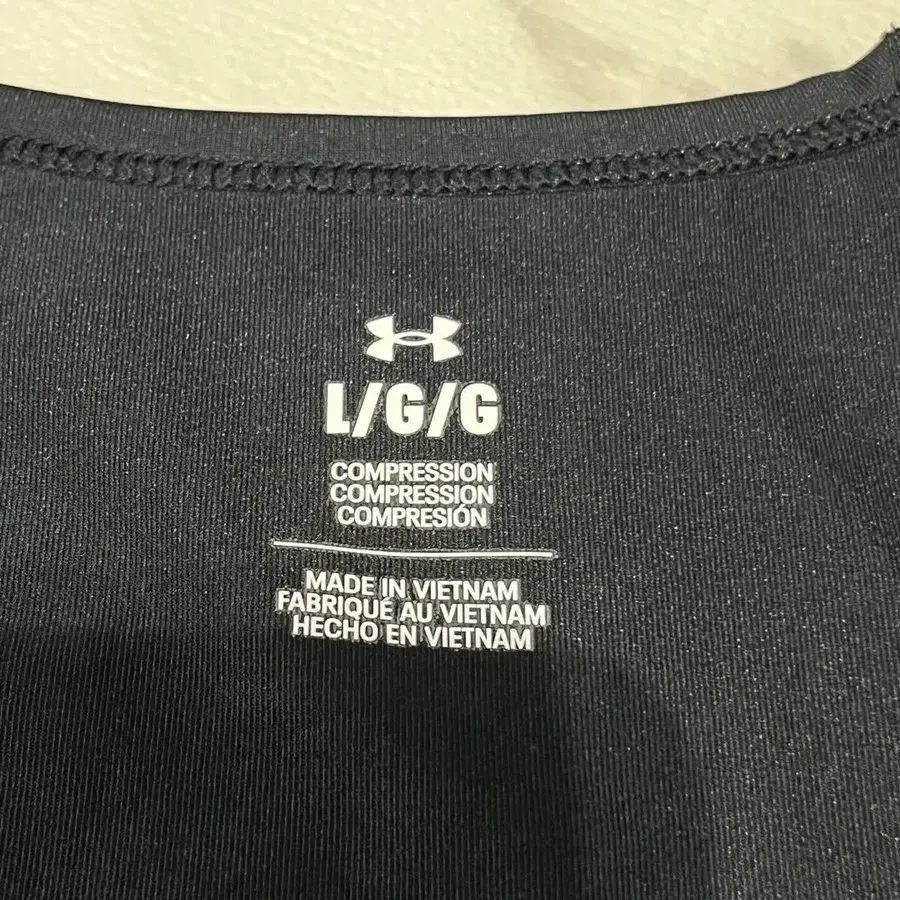 L/G/G
COMPRESSION
COMPRESSION
COMPRESIÓN
MADE IN VIETNAM
FABRIQUÉ AU VIETNAM
HECHO EN VIETNAM